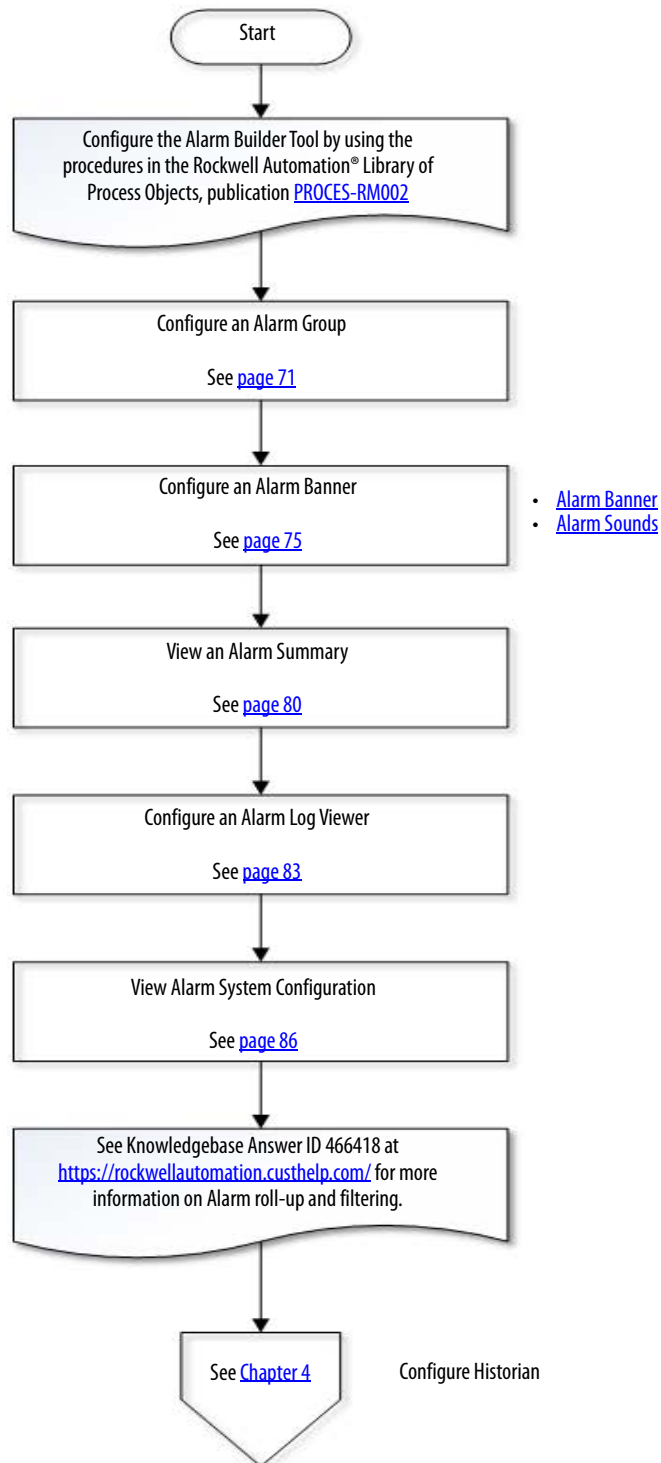 Start
Configure the Alarm Builder Tool by using the
procedures in the Rockwell Automation® Library of
Process Objects, publication PROCES-RM002
Configure an Alarm Group
See page 71
Configure an Alarm Banner
See page 75
• Alarm Banner
• Alarm Sounds
View an Alarm Summary
See page 80
Configure an Alarm Log Viewer
See page 83
View Alarm System Configuration
See page 86
See Knowledgebase Answer ID 466418 at
https://rockwellautomation.custhelp.com/ for more
information on Alarm roll-up and filtering.
See Chapter 4
Configure Historian